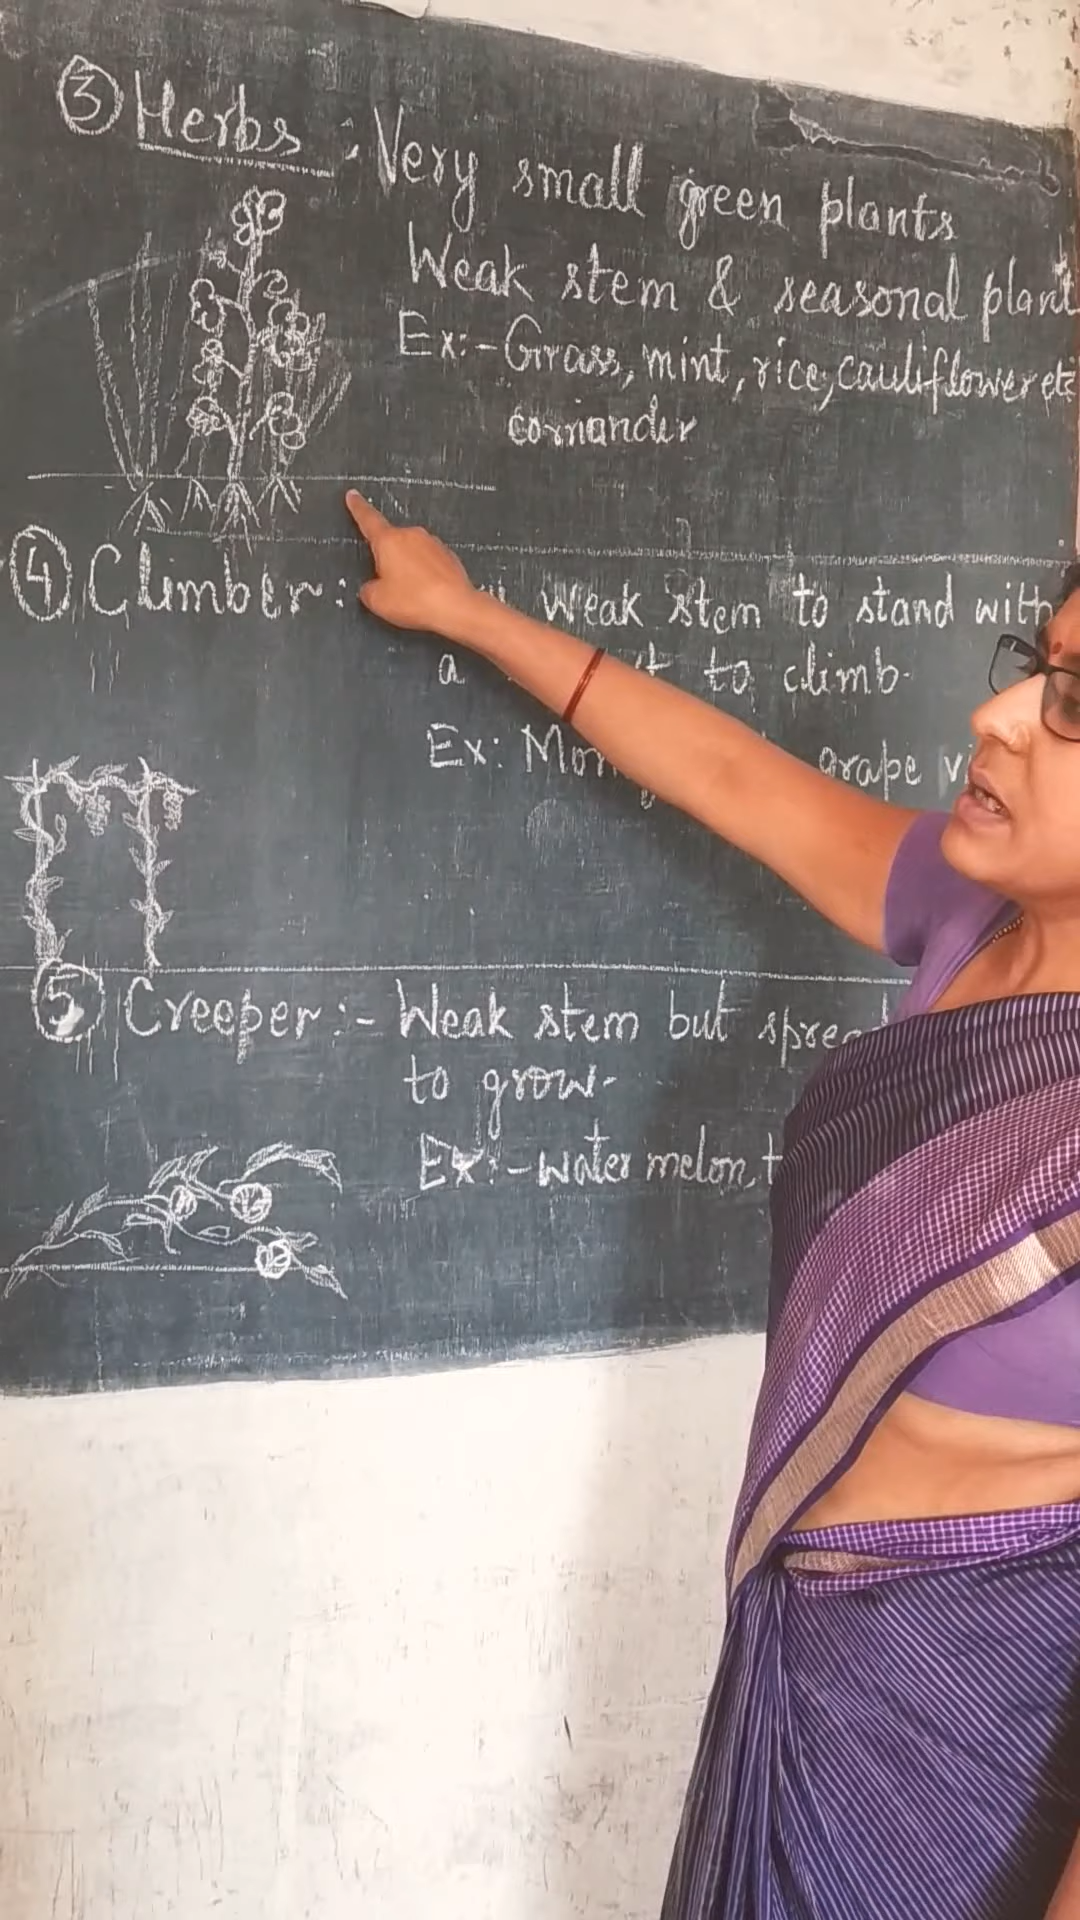 ③ Herbs : Very small green plants
Weak stem & seasonal plant
Ex:- Grass, mint, rice, cauliflower etc
corriander
④ Climber: weak stem to stand with
a to climb.
Ex: grape
⑤ Creeper :- Weak stem but
to grow.
Ex:- water melon,